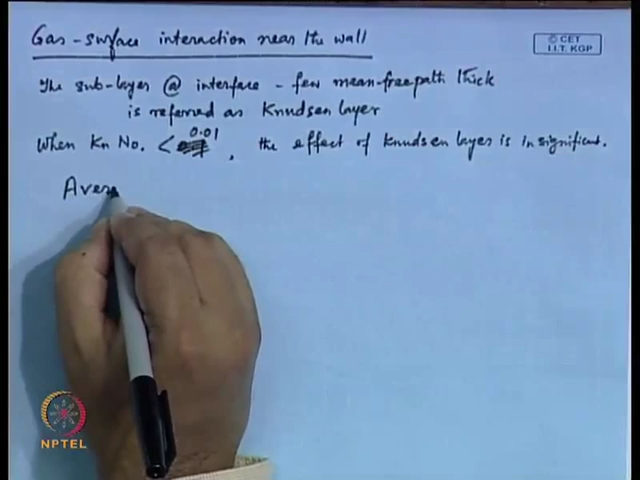 Gas-surface interaction near the wall
© CET
I.I.T. KGP
The sub-layer @ interface - few mean-free path thick
is referred as Knudsen layer
When Kn No. < 0.01, the effect of Knudsen layer is insignificant.
Aver
NPTEL